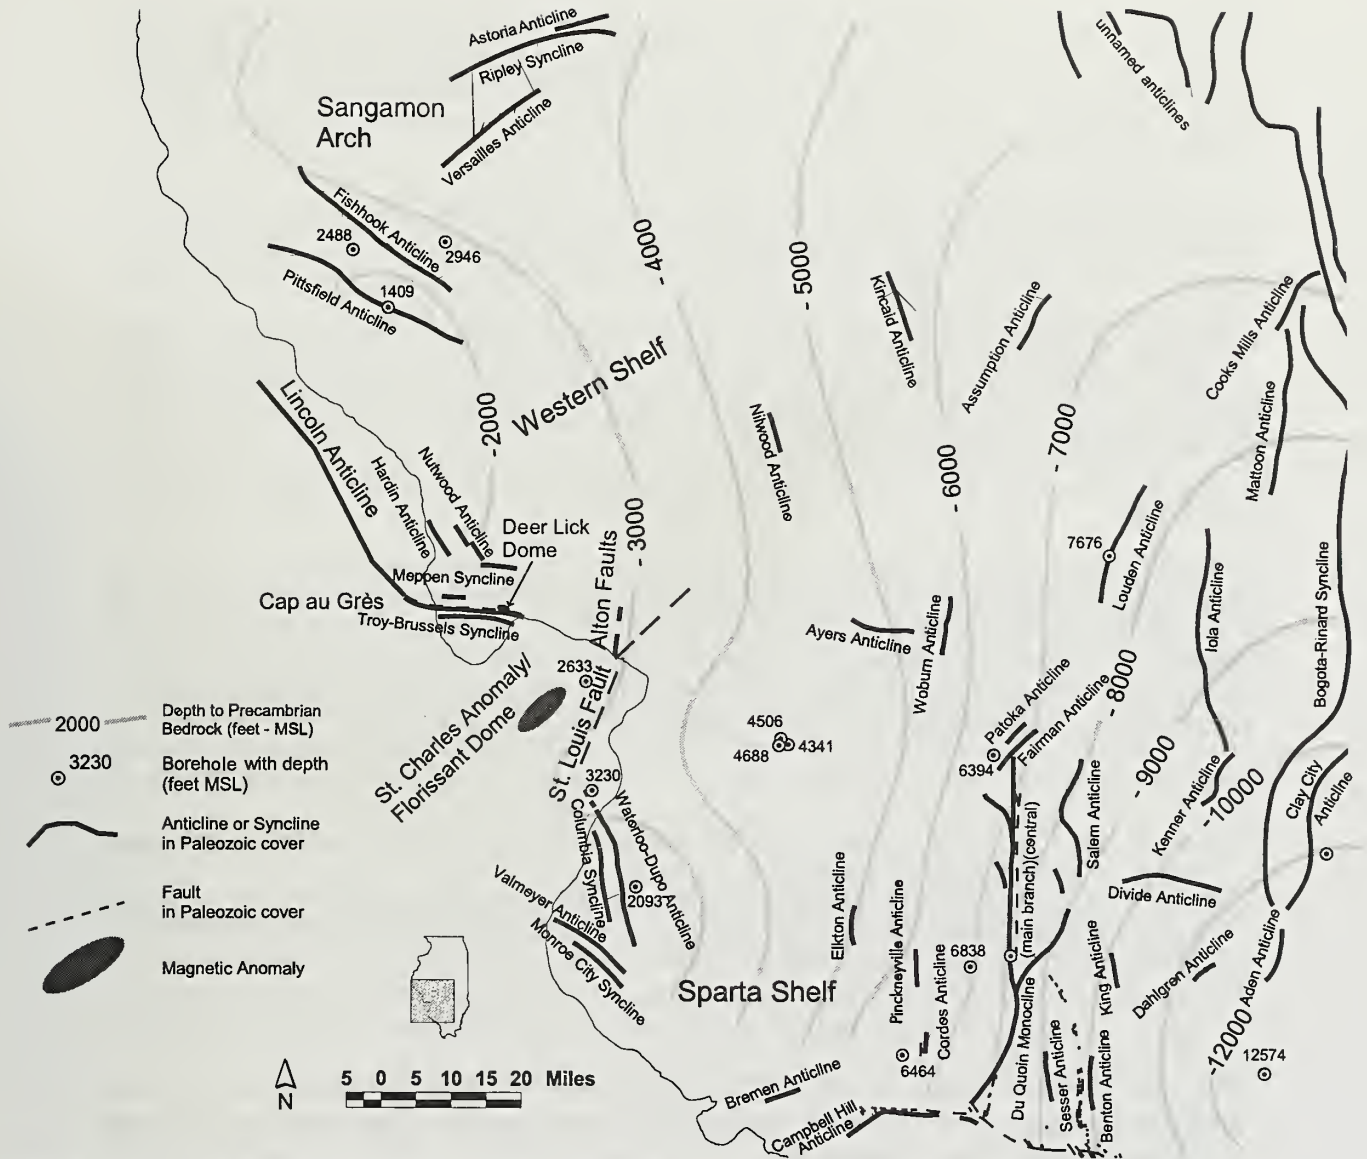 Astoria Anticline
Ripley Syncline
Versailles Anticline
Sangamon
Arch
unnamed anticlines
Fishhook Anticline
2488
2946
1409
Pittsfield Anticline
- 4000
- 5000
Kincaid Anticline
Assumption Anticline
Cooks Mills Anticline
Western Shelf
- 2000
Lincoln Anticline
Hardin Anticline
Nutwood Anticline
Nilwood Anticline
- 7000
Mattoon Anticline
- 6000
- 3000
Deer Lick
Dome
Meppen Syncline
Alton Faults
7676
Louden Anticline
Iola Anticline
Bogota-Rinard Syncline
Cap au Grès
Troy-Brussels Syncline
Ayers Anticline
Woburn Anticline
2633
St. Charles Anomaly/
Florissant Dome
St. Louis Fault
- 8000
Patoka Anticline
Fairman Anticline
4506
4688
4341
6394
- 9000
-10000
Kenner Anticline
Clay City
Anticline
3230
Columbia Syncline
Waterloo-Dupo Anticline
2093
Salem Anticline
(main branch)(central)
Divide Anticline
Valmeyer Anticline
Monroe City Syncline
Elkton Anticline
Pinckneyville Anticline
6838
Cordes Anticline
King Anticline
Dahlgren Anticline
Aden Anticline
-12000
12574
Sparta Shelf
6464
Du Quoin Monocline
Sesser Anticline
Benton Anticline
Bremen Anticline
Campbell Hill
Anticline
2000
Depth to Precambrian
Bedrock (feet - MSL)
3230
Borehole with depth
(feet MSL)
Anticline or Syncline
in Paleozoic cover
Fault
in Paleozoic cover
Magnetic Anomaly
N
5 0 5 10 15 20 Miles